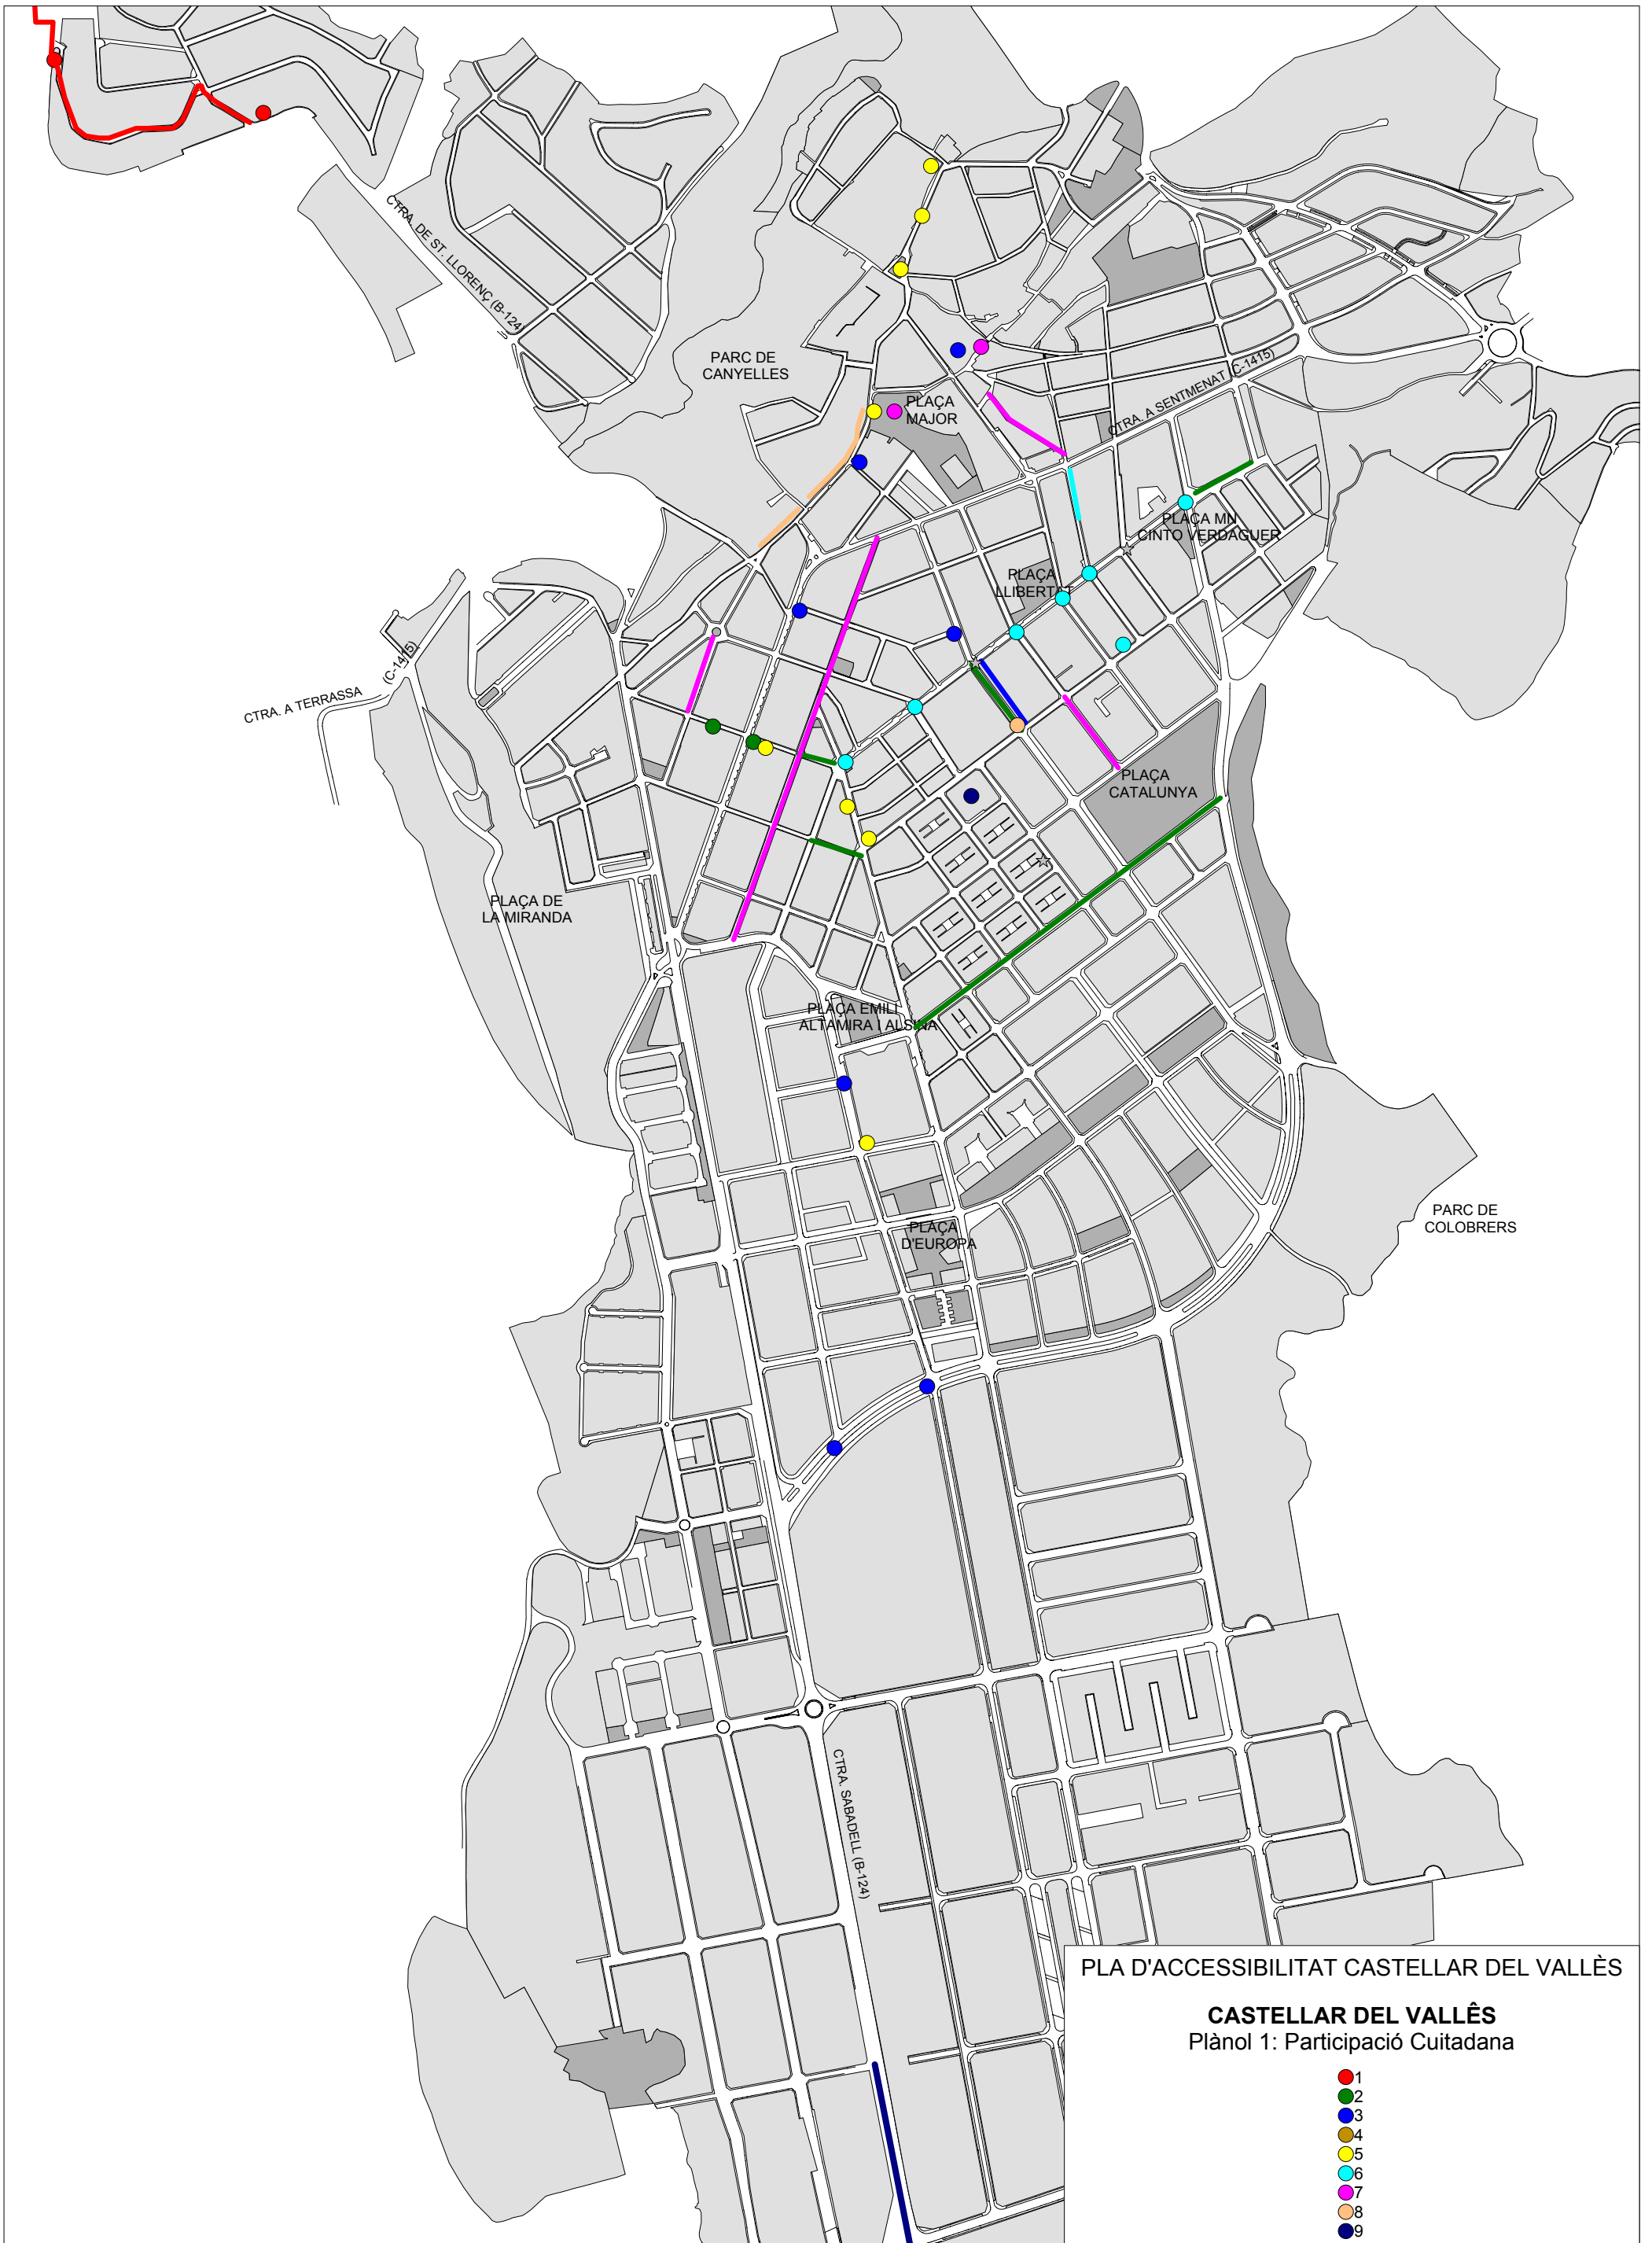 CTRA. DE ST. LLORENÇ (B-124)
PARC DE
CANYELLES
PLAÇA
MAJOR
CTRA. A SENTMENAT (C-1415)
PLAÇA MN
CINTO VERDAGUER
PLAÇA
LLIBERTAT
CTRA. A TERRASSA
(C-1415)
PLAÇA
CATALUNYA
PLAÇA DE
LA MIRANDA
PLAÇA EMILI
ALTAMIRA I ALSINA
PARC DE
COLOBRERS
PLAÇA
D'EUROPA
CTRA. SABADELL (B-124)
PLA D'ACCESSIBILITAT CASTELLAR DEL VALLÈS
CASTELLAR DEL VALLÊS
Plànol 1: Participació Cuitadana
1
2
3
4
5
6
7
8
9